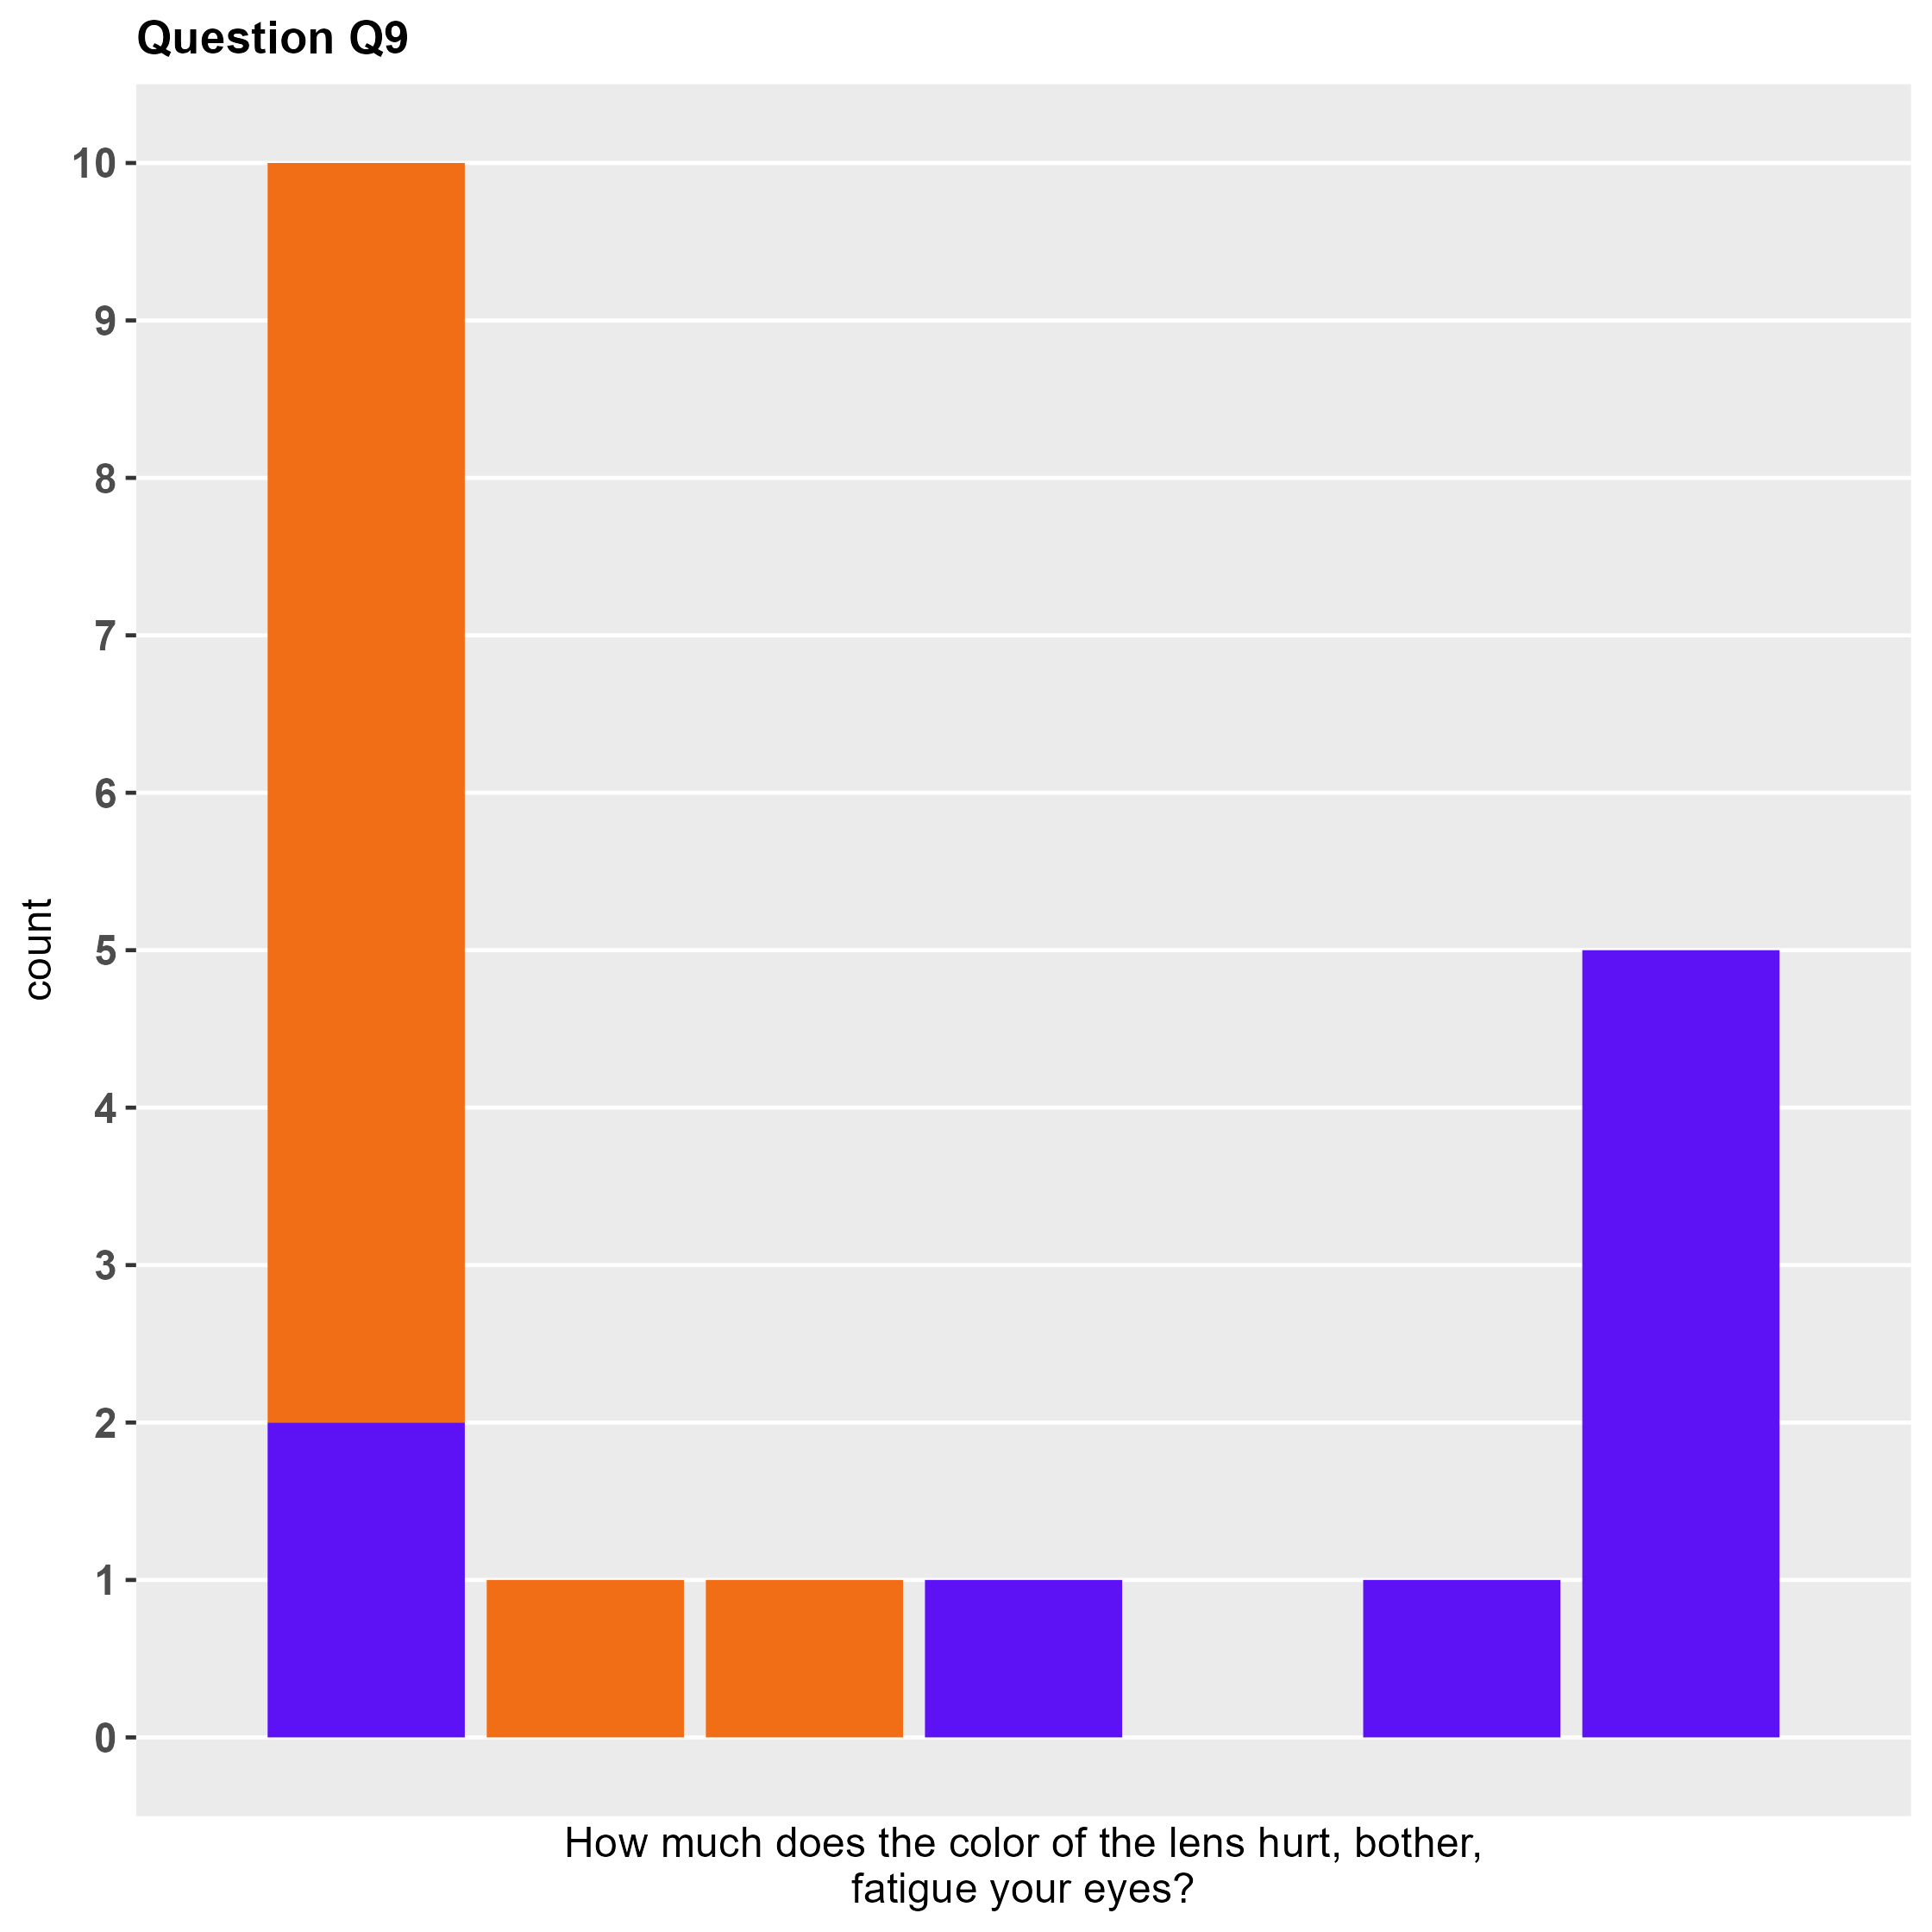 Question Q9
10
9
8
7
6
5
4
3
2
1
0
count
How much does the color of the lens hurt, bother,
fatigue your eyes?